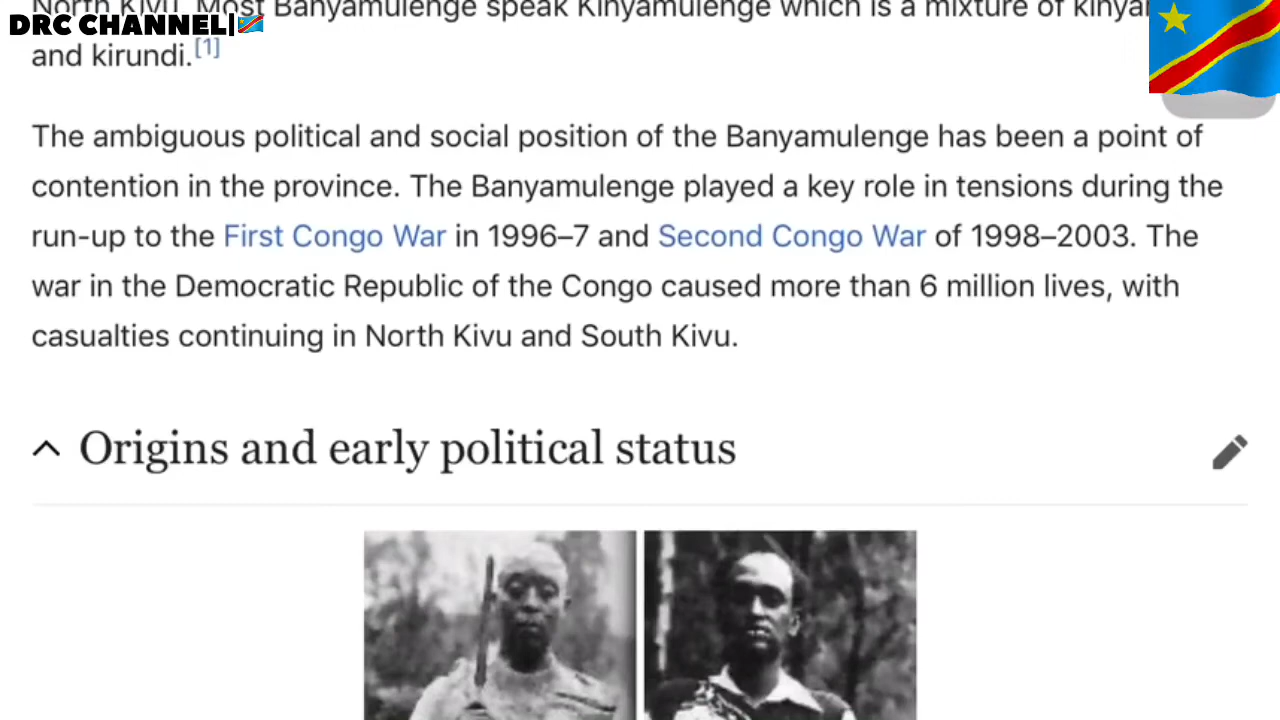 North Kivu. Most Banyamulenge speak Kinyamulenge which is a mixture of
DRC CHANNEL|🇨🇩
and kirundi.[1]
The ambiguous political and social position of the Banyamulenge has been a point of
contention in the province. The Banyamulenge played a key role in tensions during the
run-up to the First Congo War in 1996–7 and Second Congo War of 1998–2003. The
war in the Democratic Republic of the Congo caused more than 6 million lives, with
casualties continuing in North Kivu and South Kivu.
Origins and early political status